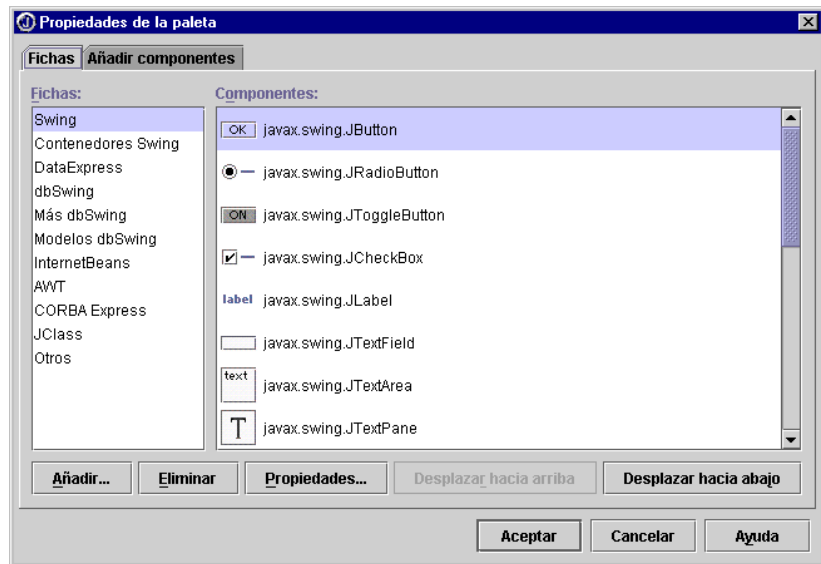 Propiedades de la paleta
Fichas
Añadir componentes
Fichas:
Swing
Contenedores Swing
DataExpress
dbSwing
Más dbSwing
Modelos dbSwing
InternetBeans
AWT
CORBA Express
JClass
Otros
Componentes:
OK javax.swing.JButton
javax.swing.JRadioButton
ON javax.swing.JToggleButton
javax.swing.JCheckBox
label javax.swing.JLabel
javax.swing.JTextField
text javax.swing.JTextArea
T javax.swing.JTextPane
Añadir... Eliminar Propiedades... Desplazar hacia arriba Desplazar hacia abajo
Aceptar Cancelar Ayuda